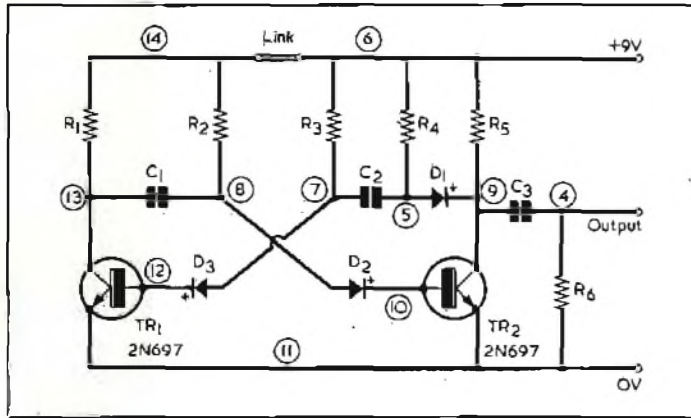 14
Link
6
+9V
R1
R2
R3
R4
R5
C1
C2
D1
C3
13
8
7
5
9
4
Output
12
D3
D2
10
R6
TR1
2N697
TR2
2N697
11
0V